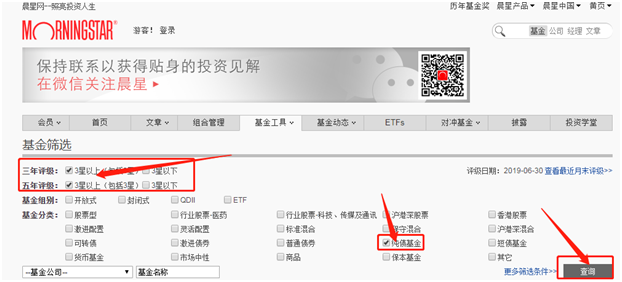 晨星网--照亮投资人生 历年基金奖 晨星产品 晨星中国 黄页
MORNINGSTAR 游客! 登录 基金 公司 经理 文章
保持联系以获得贴身的投资见解
在微信关注晨星
会员 首页 文章 组合管理 基金工具 基金动态 ETFs 对冲基金 披露 投资学堂
基金筛选
三年评级: 3星以上(包括3星) 3星以下 评级日期:2019-06-30 查看最近月末评级>>
五年评级: 3星以上(包括3星) 3星以下
基金组别: 开放式 封闭式 QDII ETF
基金分类: 股票型 行业股票-医药 行业股票-科技、传媒及通讯 沪港深股票 香港股票
激进配置 灵活配置 标准混合 保守混合 沪港深混合
可转债 激进债券 普通债券 纯债基金 短债基金
货币基金 市场中性 商品 保本基金 其它
--基金公司-- 基金名称 更多筛选条件>> 查询